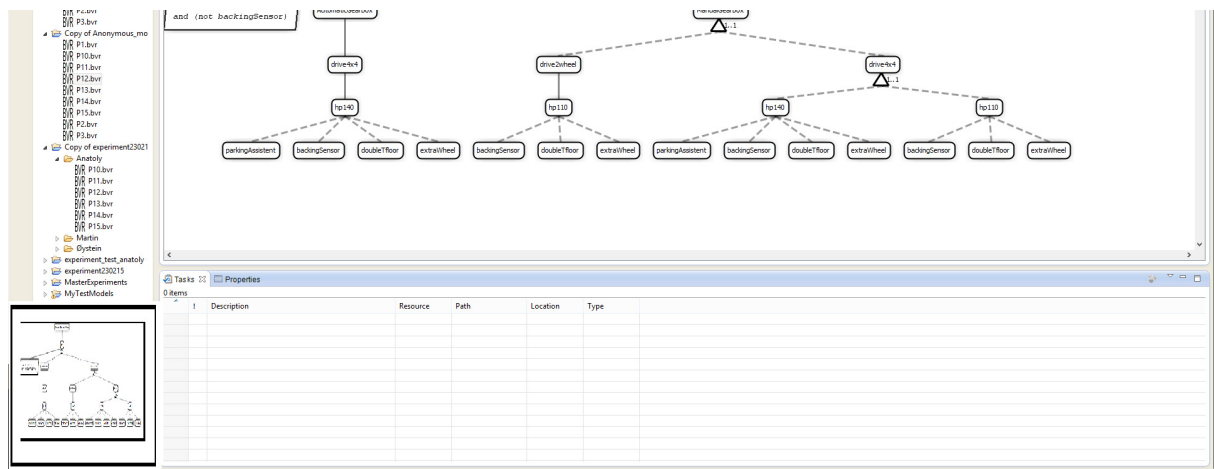 P3.bvr
Copy of Anonymous_mo
P1.bvr
P10.bvr
P11.bvr
P12.bvr
P13.bvr
P14.bvr
P15.bvr
P2.bvr
P3.bvr
Copy of experiment23021
Anatoly
P10.bvr
P11.bvr
P12.bvr
P13.bvr
P14.bvr
P15.bvr
Martin
Øystein
experiment_test_anatoly
experiment230215
MasterExperiments
MyTestModels
and (not backingSensor)
AutomaticGearbox
ManualGearbox
1..1
drive4x4
drive2wheel
drive4x4
1..1
hp140
hp110
hp140
hp110
parkingAssistent
backingSensor
doubleTfloor
extraWheel
backingSensor
doubleTfloor
extraWheel
parkingAssistent
backingSensor
doubleTfloor
extraWheel
backingSensor
doubleTfloor
extraWheel
Tasks
Properties
0 items
! Description Resource Path Location Type